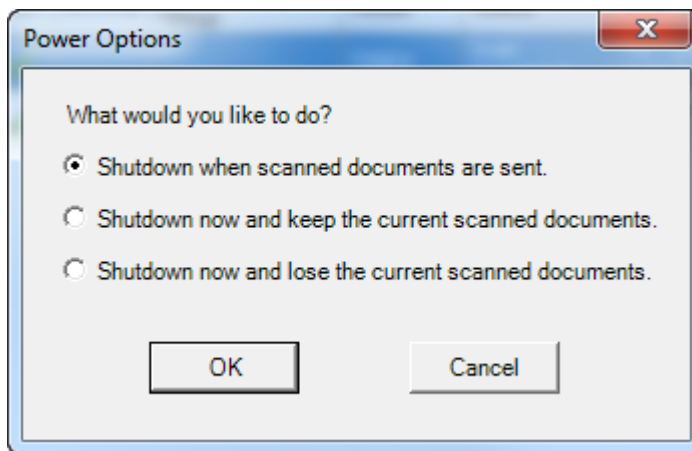 Power Options
What would you like to do?
Shutdown when scanned documents are sent.
Shutdown now and keep the current scanned documents.
Shutdown now and lose the current scanned documents.
OK Cancel